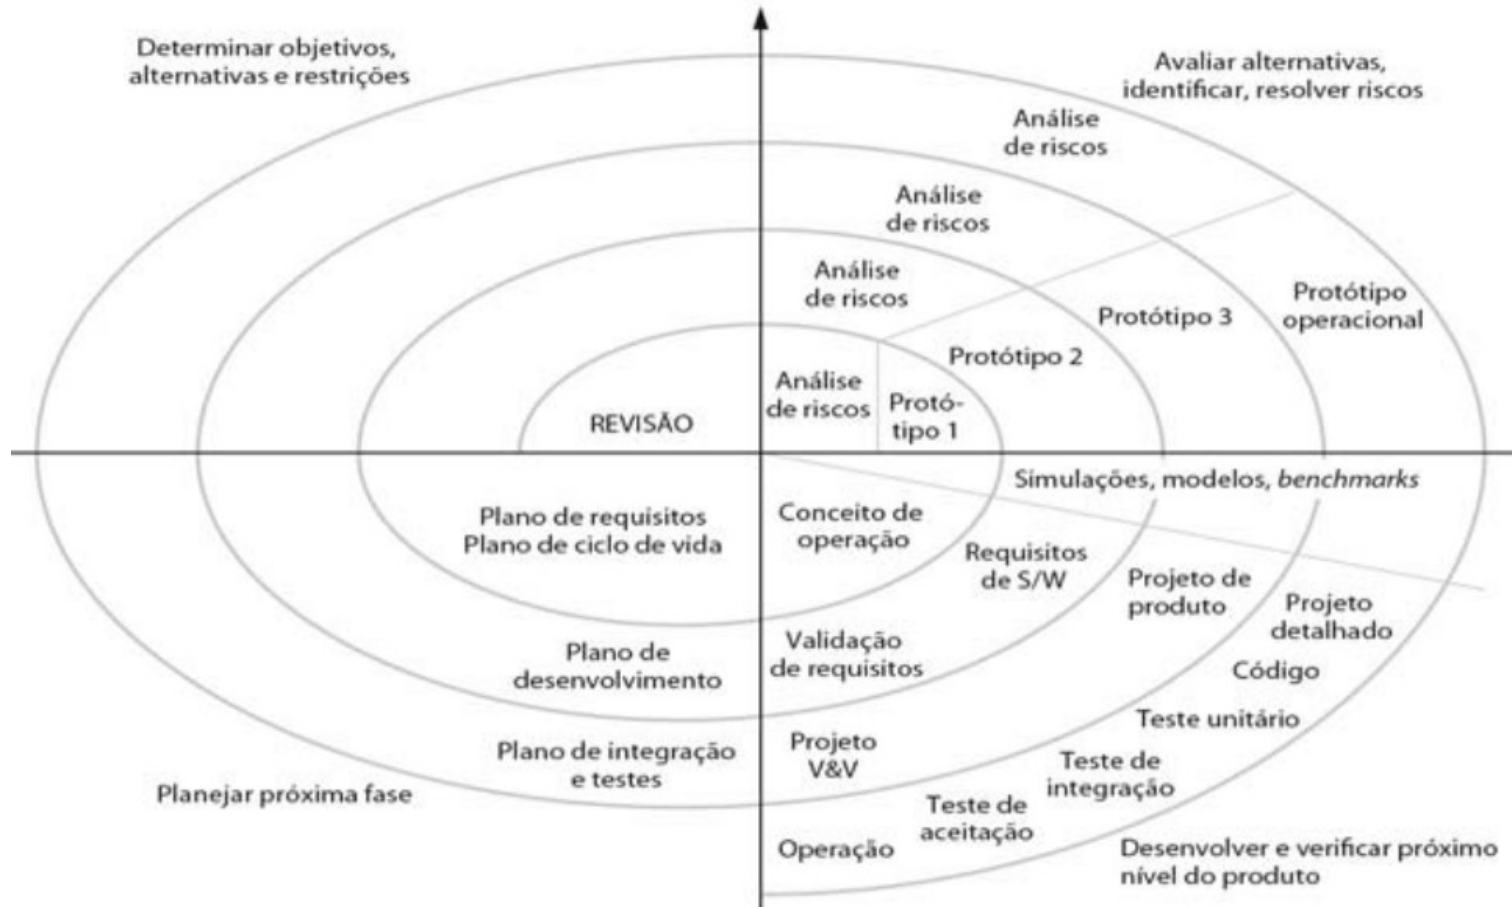 Determinar objetivos,
alternativas e restrições
Avaliar alternativas,
identificar, resolver riscos
Análise
de riscos
Análise
de riscos
Análise
de riscos
Análise
de riscos
Protó-
tipo 1
Protótipo 2
Protótipo 3
Protótipo
operacional
REVISÃO
Simulações, modelos, benchmarks
Plano de requisitos
Plano de ciclo de vida
Conceito de
operação
Requisitos
de S/W
Projeto de
produto
Projeto
detalhado
Plano de
desenvolvimento
Validação
de requisitos
Código
Teste unitário
Plano de integração
e testes
Projeto
V&V
Teste de
integração
Teste de
aceitação
Operação
Planejar próxima fase
Desenvolver e verificar próximo
nível do produto